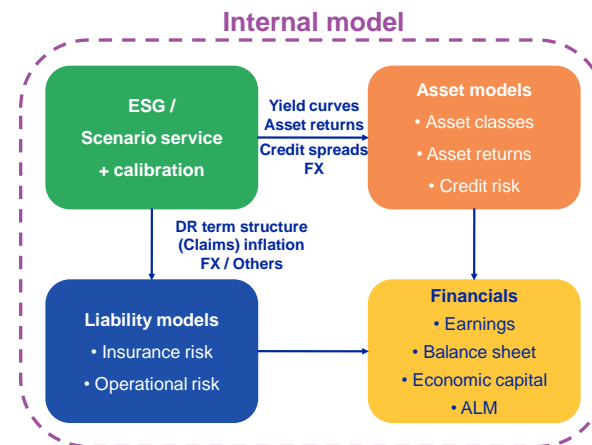 Internal model
ESG /
Scenario service
+ calibration
Yield curves
Asset returns
Credit spreads
FX
Asset models
• Asset classes
• Asset returns
• Credit risk
DR term structure
(Claims) inflation
FX / Others
Liability models
• Insurance risk
• Operational risk
Financials
• Earnings
• Balance sheet
• Economic capital
• ALM